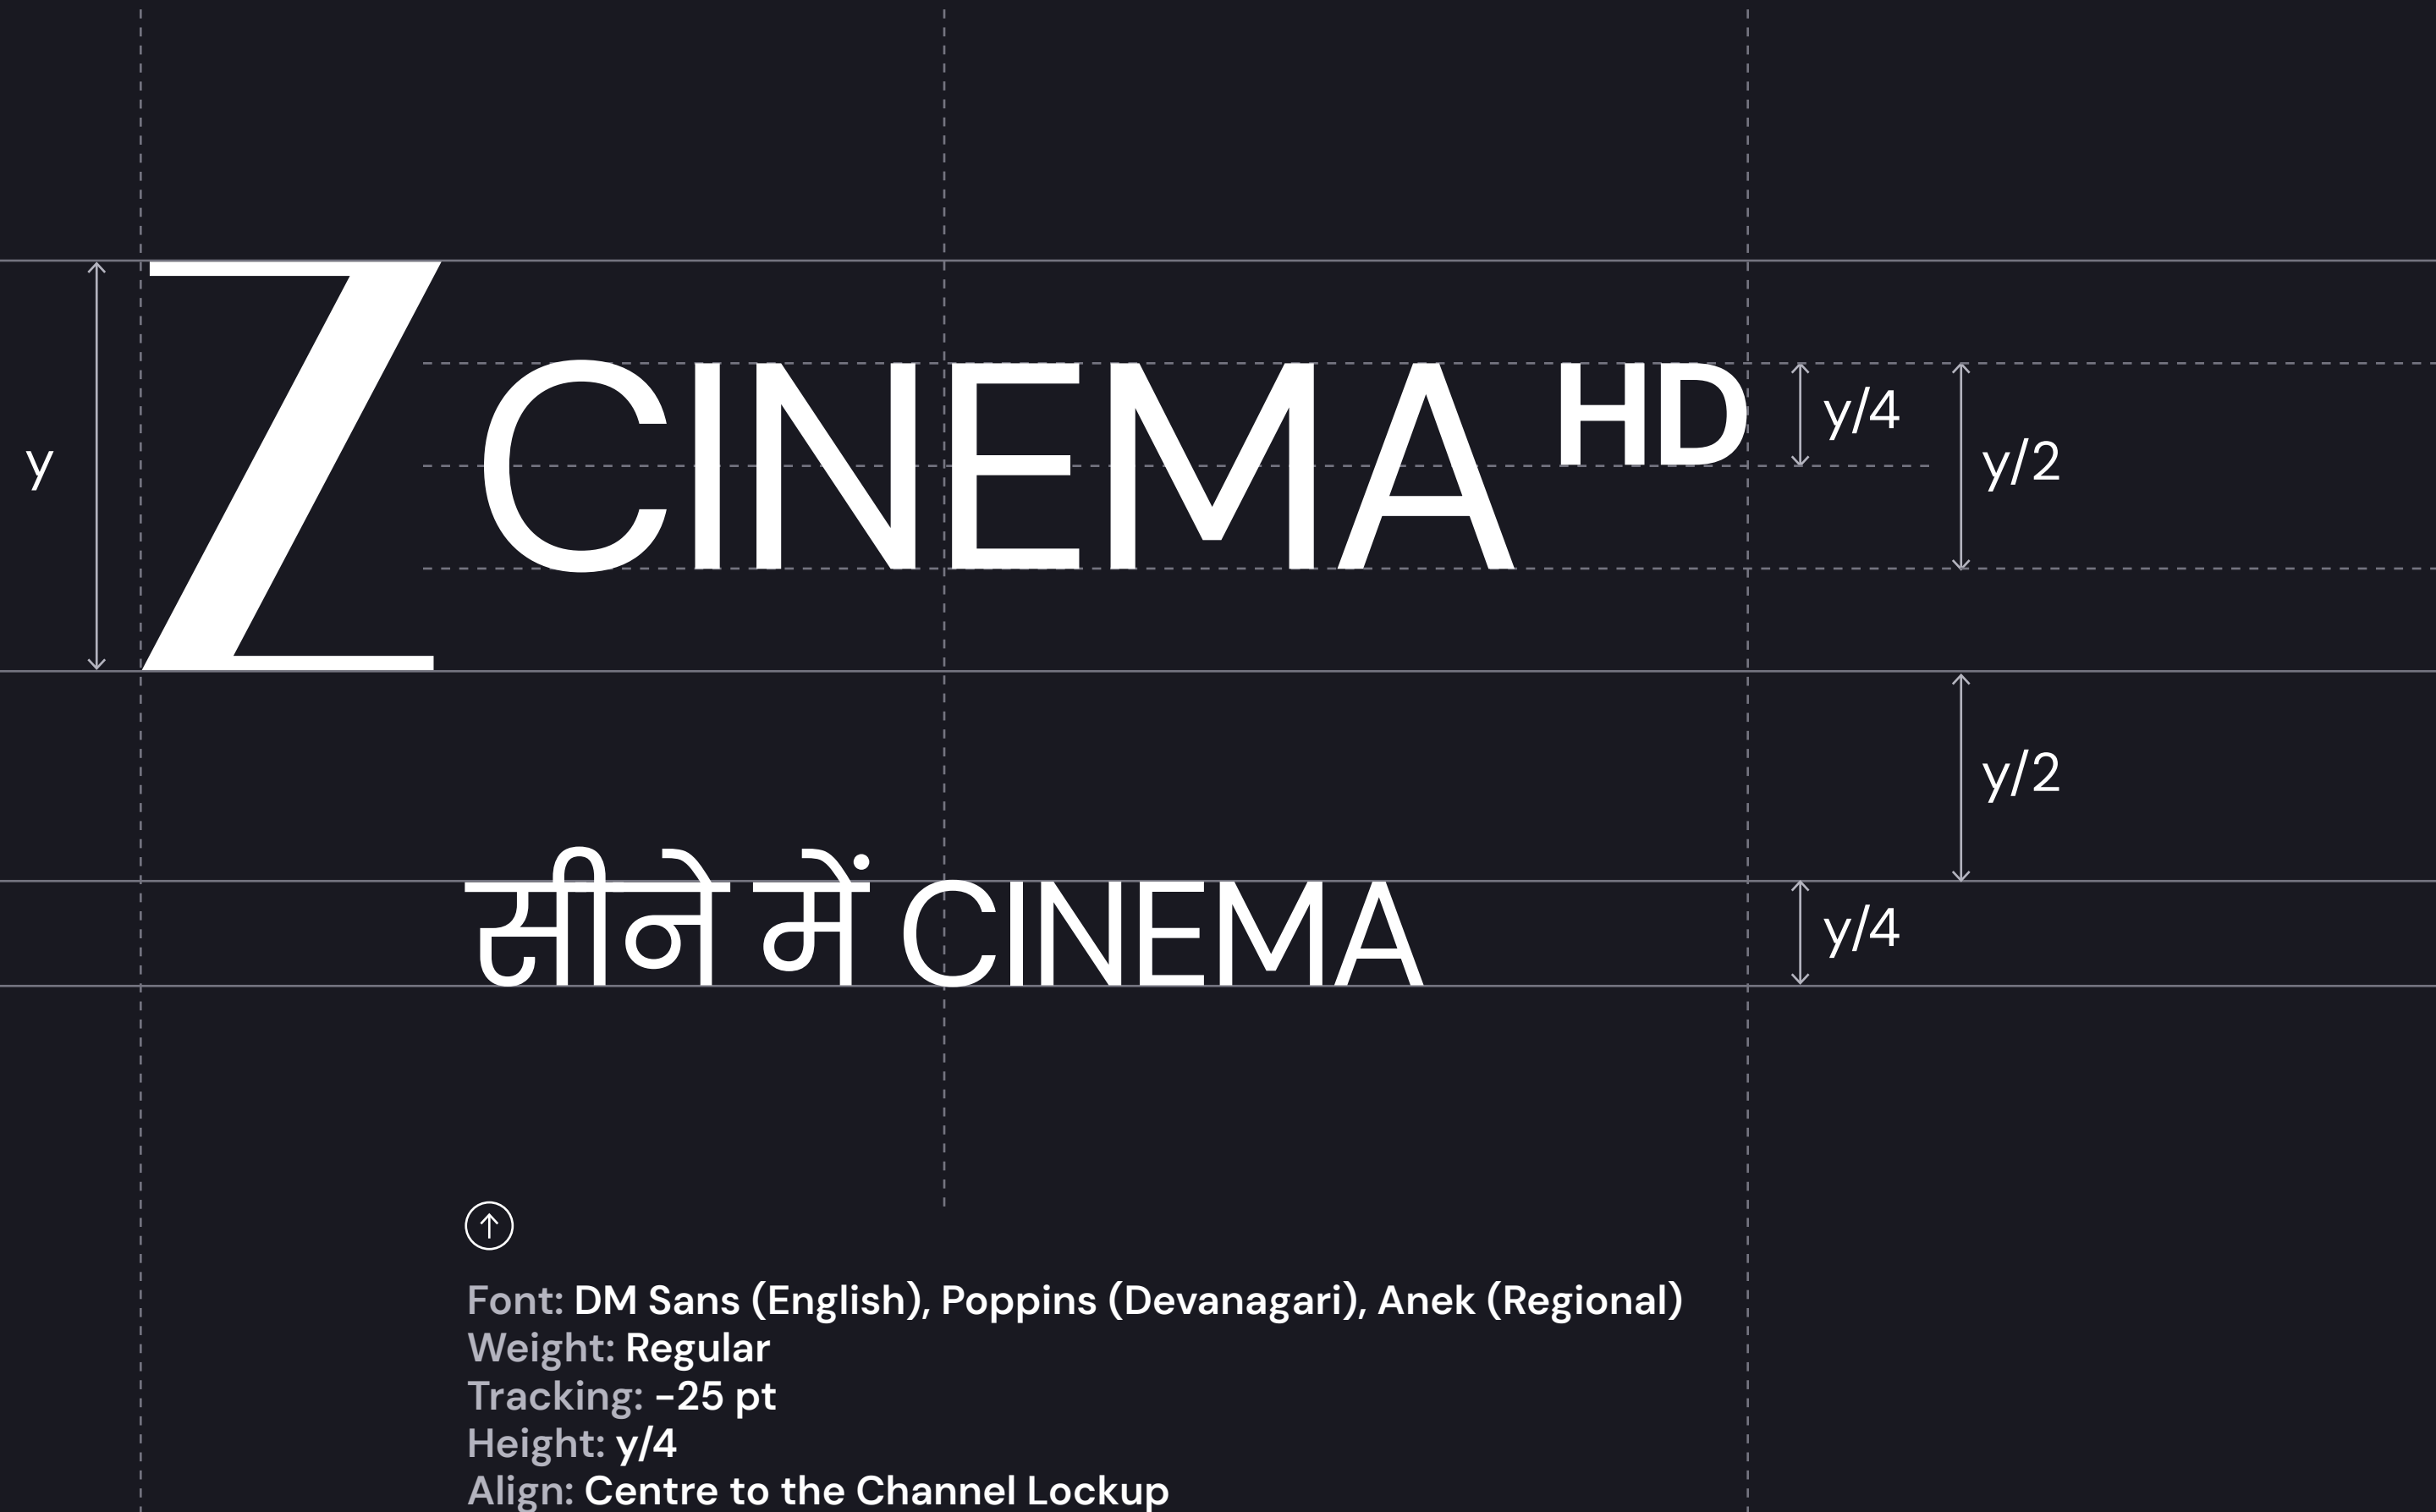 Z CINEMA HD
y
y/4
y/2
y/2
सीने में CINEMA
y/4
Font: DM Sans (English), Poppins (Devanagari), Anek (Regional)
Weight: Regular
Tracking: -25 pt
Height: y/4
Align: Centre to the Channel Lockup